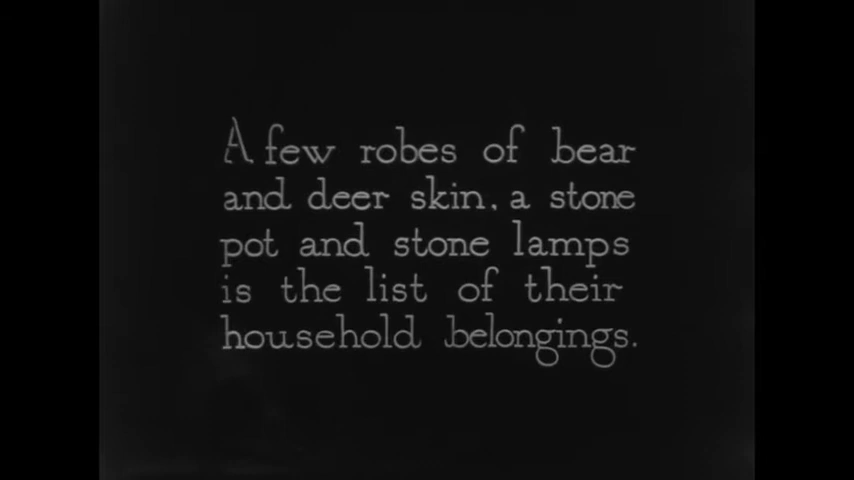 A few robes of bear
and deer skin, a stone
pot and stone lamps
is the list of their
household belongings.